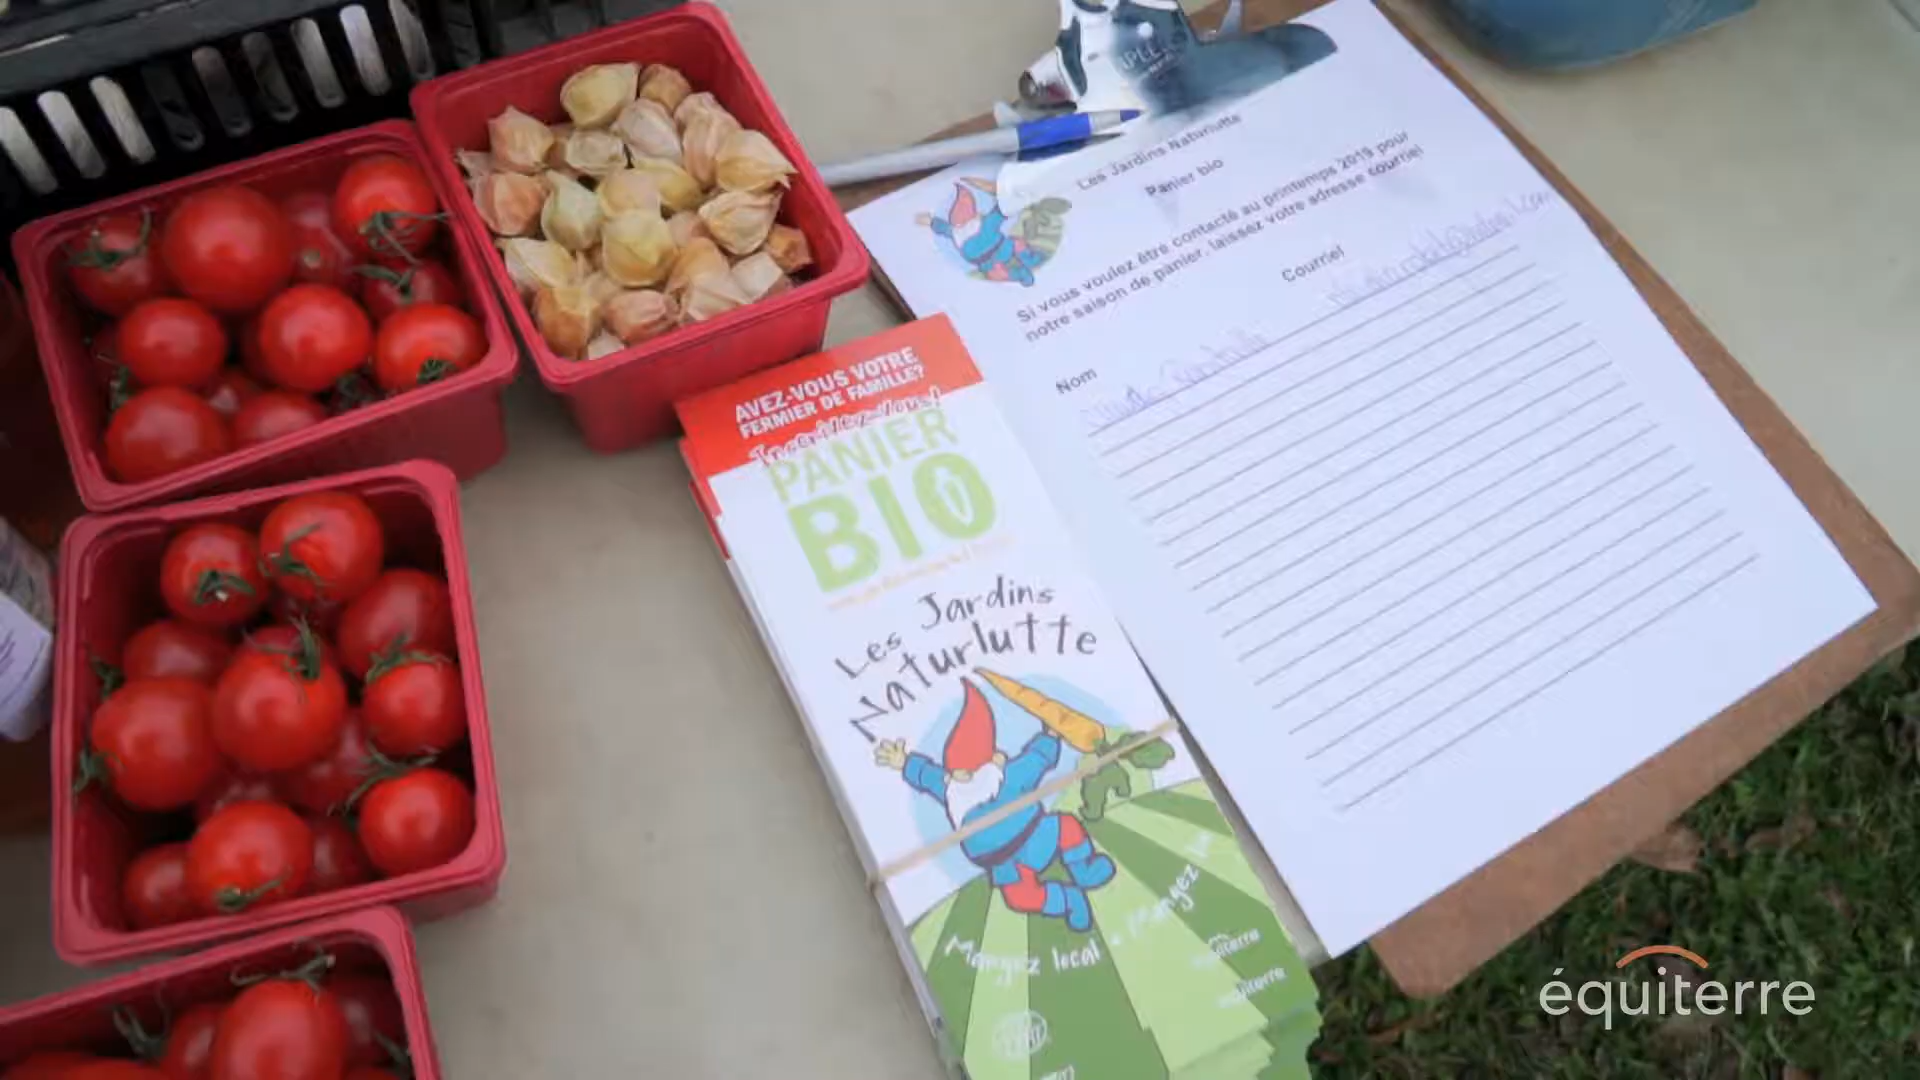 Les Jardins Naturlutte
Panier bio
Si vous voulez être contacté au printemps 2019 pour
notre saison de panier, laissez votre adresse courriel
Nom
Courriel
AVEZ-VOUS VOTRE
FERMIER DE FAMILLE?
Inscrivez-vous!
PANIER
BIO
Les Jardins
Naturlutte
Mangez local • Mangez
équiterre
équiterre
équiterre